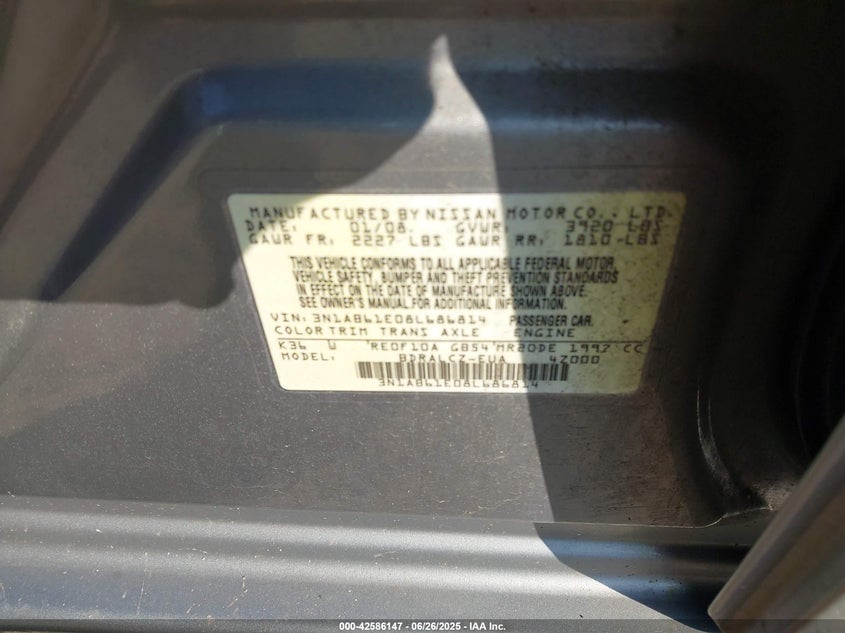 MANUFACTURED BY NISSAN MOTOR CO., LTD.
DATE: 01/08. GVWR: 3920 LBS
GAWR FR: 2227 LBS GAWR RR: 1810 LBS
THIS VEHICLE CONFORMS TO ALL APPLICABLE FEDERAL MOTOR
VEHICLE SAFETY, BUMPER AND THEFT PREVENTION STANDARDS
IN EFFECT ON THE DATE OF MANUFACTURE SHOWN ABOVE.
SEE OWNER'S MANUAL FOR ADDITIONAL INFORMATION.
VIN: 3N1AB61E08L686814 PASSENGER CAR
COLOR TRIM TRANS AXLE ENGINE
K36 U RE0F10A GB54 MR20DE 1997 CC
MODEL: BDRALCZ-EUA 4Z000
3N1AB61E08L686814
000-42586147 - 06/26/2025 - IAA Inc.